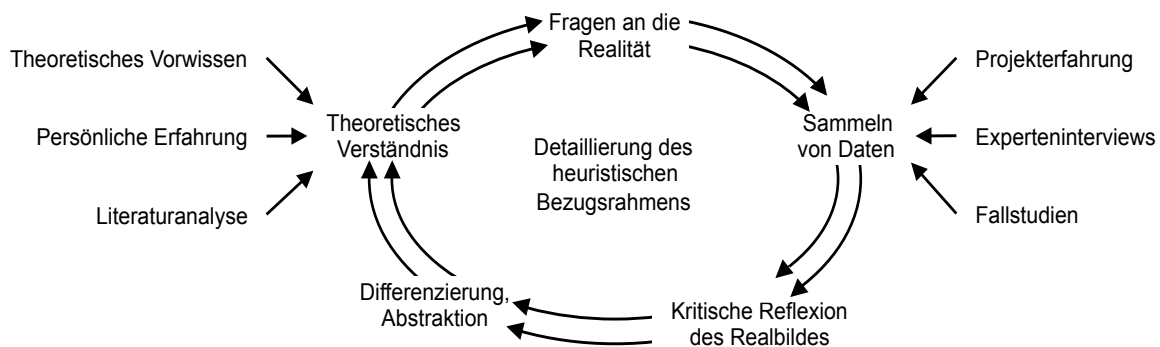 Fragen an die
Realität
Theoretisches Vorwissen
Persönliche Erfahrung
Literaturanalyse
Theoretisches
Verständnis
Detaillierung des
heuristischen
Bezugsrahmens
Sammeln
von Daten
Projekterfahrung
Experteninterviews
Fallstudien
Differenzierung,
Abstraktion
Kritische Reflexion
des Realbildes